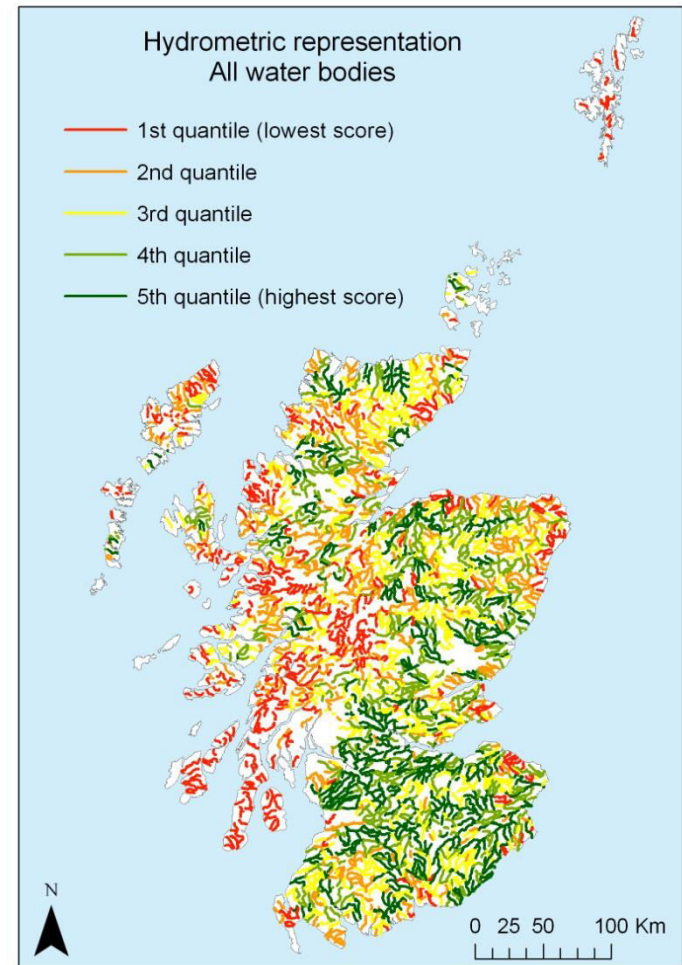 Hydrometric representation
All water bodies
1st quantile (lowest score)
2nd quantile
3rd quantile
4th quantile
5th quantile (highest score)
N
0 25 50 100 Km